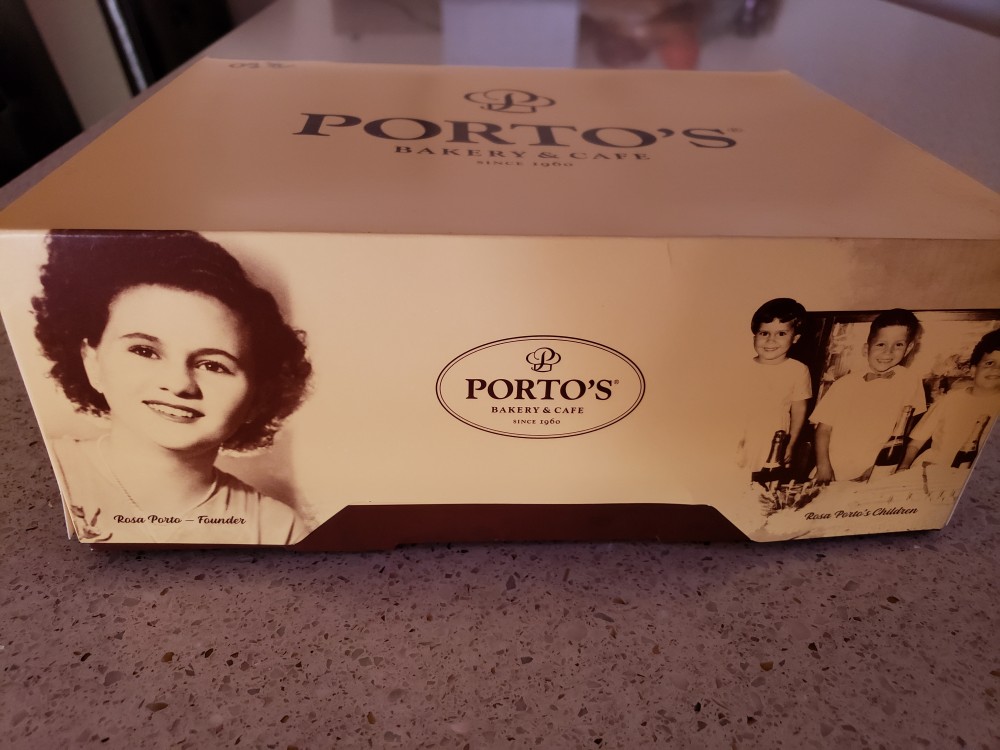 PORTO'S®
BAKERY & CAFE
SINCE 1960
PORTO'S®
BAKERY & CAFE
SINCE 1960
Rosa Porto – Founder
Rosa Porto's Children